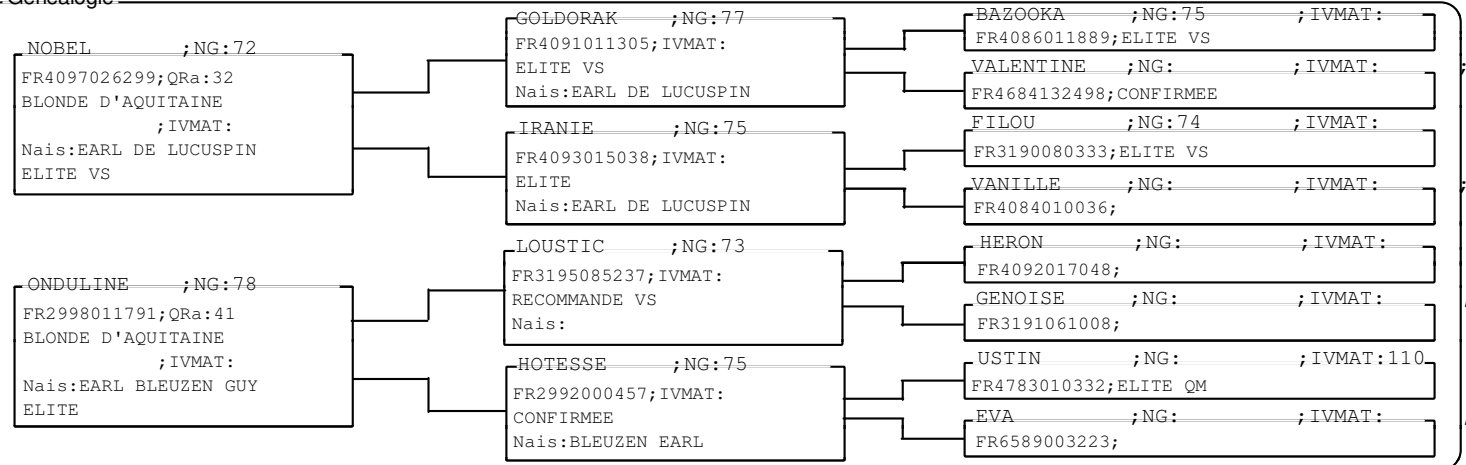 Généalogie
NOBEL ;NG:72
FR4097026299;QRa:32
BLONDE D'AQUITAINE
;IVMAT:
Nais:EARL DE LUCUSPIN
ELITE VS
ONDULINE ;NG:78
FR2998011791;QRa:41
BLONDE D'AQUITAINE
;IVMAT:
Nais:EARL BLEUZEN GUY
ELITE
GOLDORAK ;NG:77
FR4091011305;IVMAT:
ELITE VS
Nais:EARL DE LUCUSPIN
IRANIE ;NG:75
FR4093015038;IVMAT:
ELITE
Nais:EARL DE LUCUSPIN
LOUSTIC ;NG:73
FR3195085237;IVMAT:
RECOMMANDE VS
Nais:
HOTESSE ;NG:75
FR2992000457;IVMAT:
CONFIRMEE
Nais:BLEUZEN EARL
BAZOOKA ;NG:75 ;IVMAT:
FR4086011889;ELITE VS
VALENTINE ;NG: ;IVMAT: ;
FR4684132498;CONFIRMEE
FILOU ;NG:74 ;IVMAT:
FR3190080333;ELITE VS
VANILLE ;NG: ;IVMAT: ;
FR4084010036;
HERON ;NG: ;IVMAT:
FR4092017048;
GENOISE ;NG: ;IVMAT: ;
FR3191061008;
USTIN ;NG: ;IVMAT:110
FR4783010332;ELITE QM
EVA ;NG: ;IVMAT: ;
FR6589003223;